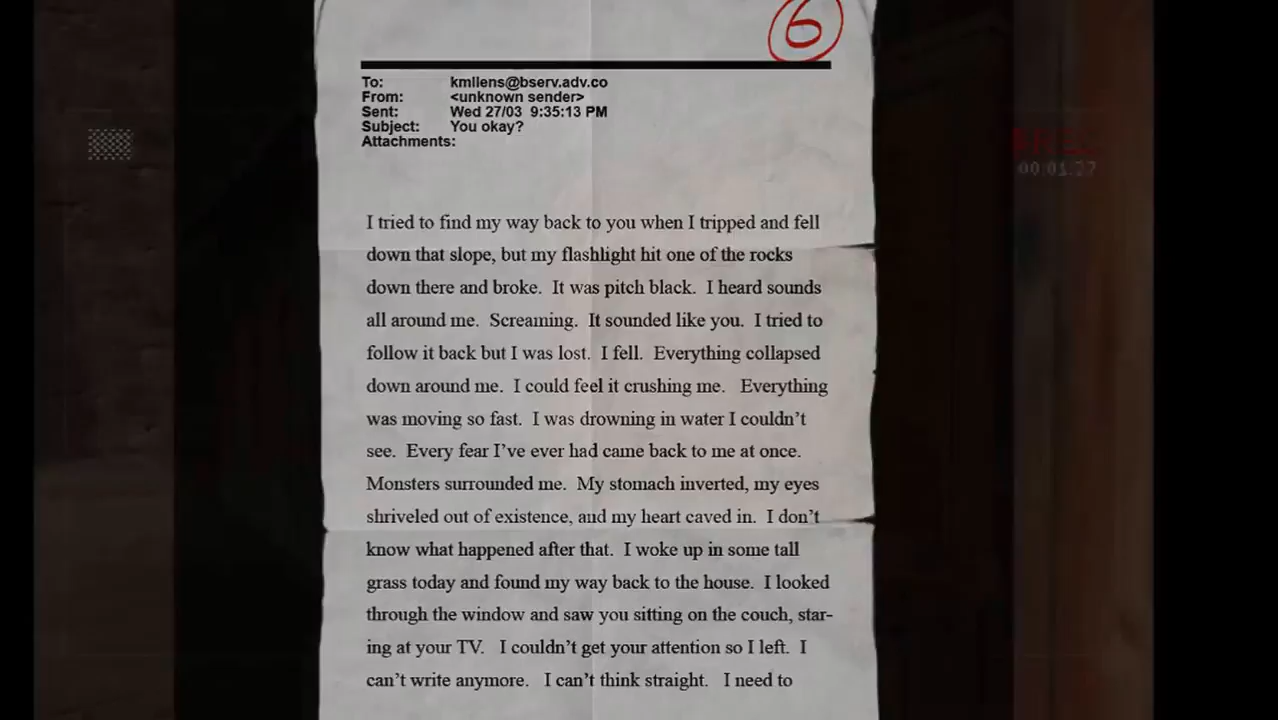 6
To: kmllens@bserv.adv.co
From: <unknown sender>
Sent: Wed 27/03 9:35:13 PM
Subject: You okay?
Attachments:
REC
00:01:27
I tried to find my way back to you when I tripped and fell
down that slope, but my flashlight hit one of the rocks
down there and broke. It was pitch black. I heard sounds
all around me. Screaming. It sounded like you. I tried to
follow it back but I was lost. I fell. Everything collapsed
down around me. I could feel it crushing me. Everything
was moving so fast. I was drowning in water I couldn't
see. Every fear I've ever had came back to me at once.
Monsters surrounded me. My stomach inverted, my eyes
shriveled out of existence, and my heart caved in. I don't
know what happened after that. I woke up in some tall
grass today and found my way back to the house. I looked
through the window and saw you sitting on the couch, star-
ing at your TV. I couldn't get your attention so I left. I
can't write anymore. I can't think straight. I need to